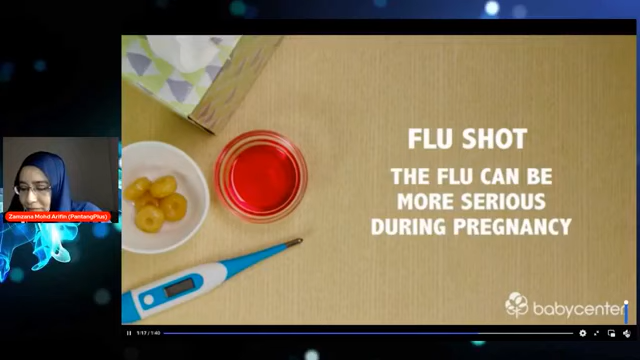 FLU SHOT
THE FLU CAN BE
MORE SERIOUS
DURING PREGNANCY
Zamzana Mohd Arifin (PantangPlus)
babycenter
1:17 / 1:40